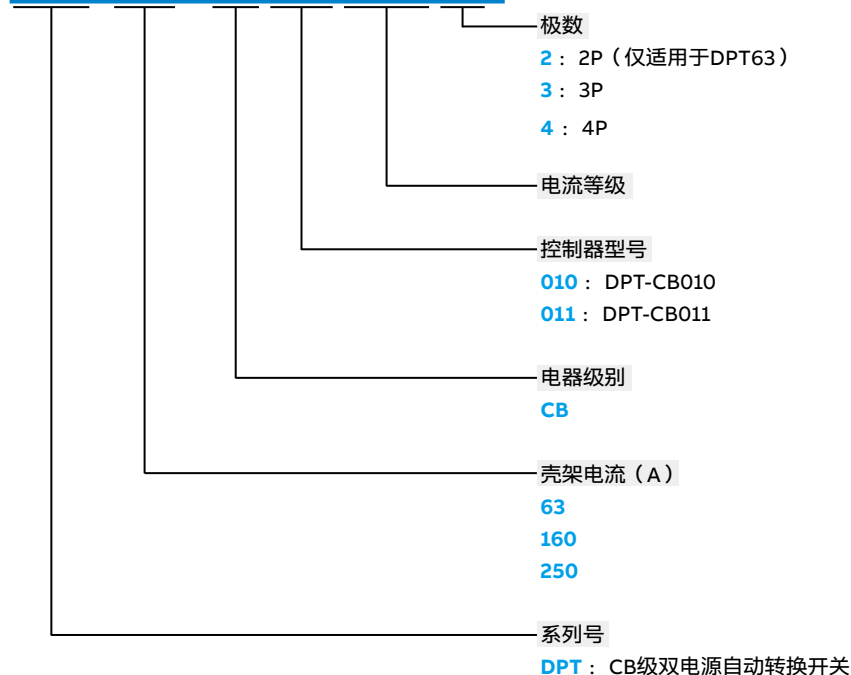 极数
2： 2P（仅适用于DPT63）
3： 3P
4： 4P
电流等级
控制器型号
010： DPT-CB010
011： DPT-CB011
电器级别
CB
壳架电流（A）
63
160
250
系列号
DPT： CB级双电源自动转换开关